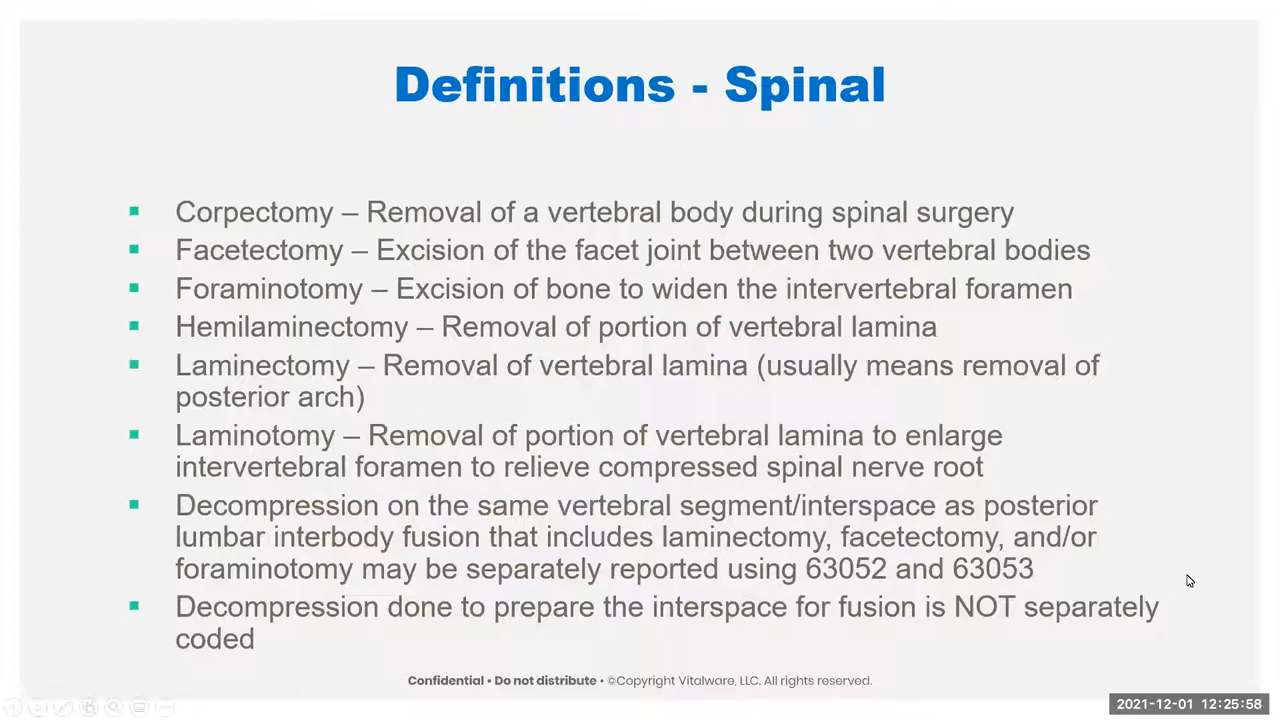 Definitions - Spinal
▪ Corpectomy – Removal of a vertebral body during spinal surgery
▪ Facetectomy – Excision of the facet joint between two vertebral bodies
▪ Foraminotomy – Excision of bone to widen the intervertebral foramen
▪ Hemilaminectomy – Removal of portion of vertebral lamina
▪ Laminectomy – Removal of vertebral lamina (usually means removal of
posterior arch)
▪ Laminotomy – Removal of portion of vertebral lamina to enlarge
intervertebral foramen to relieve compressed spinal nerve root
▪ Decompression on the same vertebral segment/interspace as posterior
lumbar interbody fusion that includes laminectomy, facetectomy, and/or
foraminotomy may be separately reported using 63052 and 63053
▪ Decompression done to prepare the interspace for fusion is NOT separately
coded
Confidential • Do not distribute • ©Copyright Vitalware, LLC. All rights reserved.
2021-12-01 12:25:58